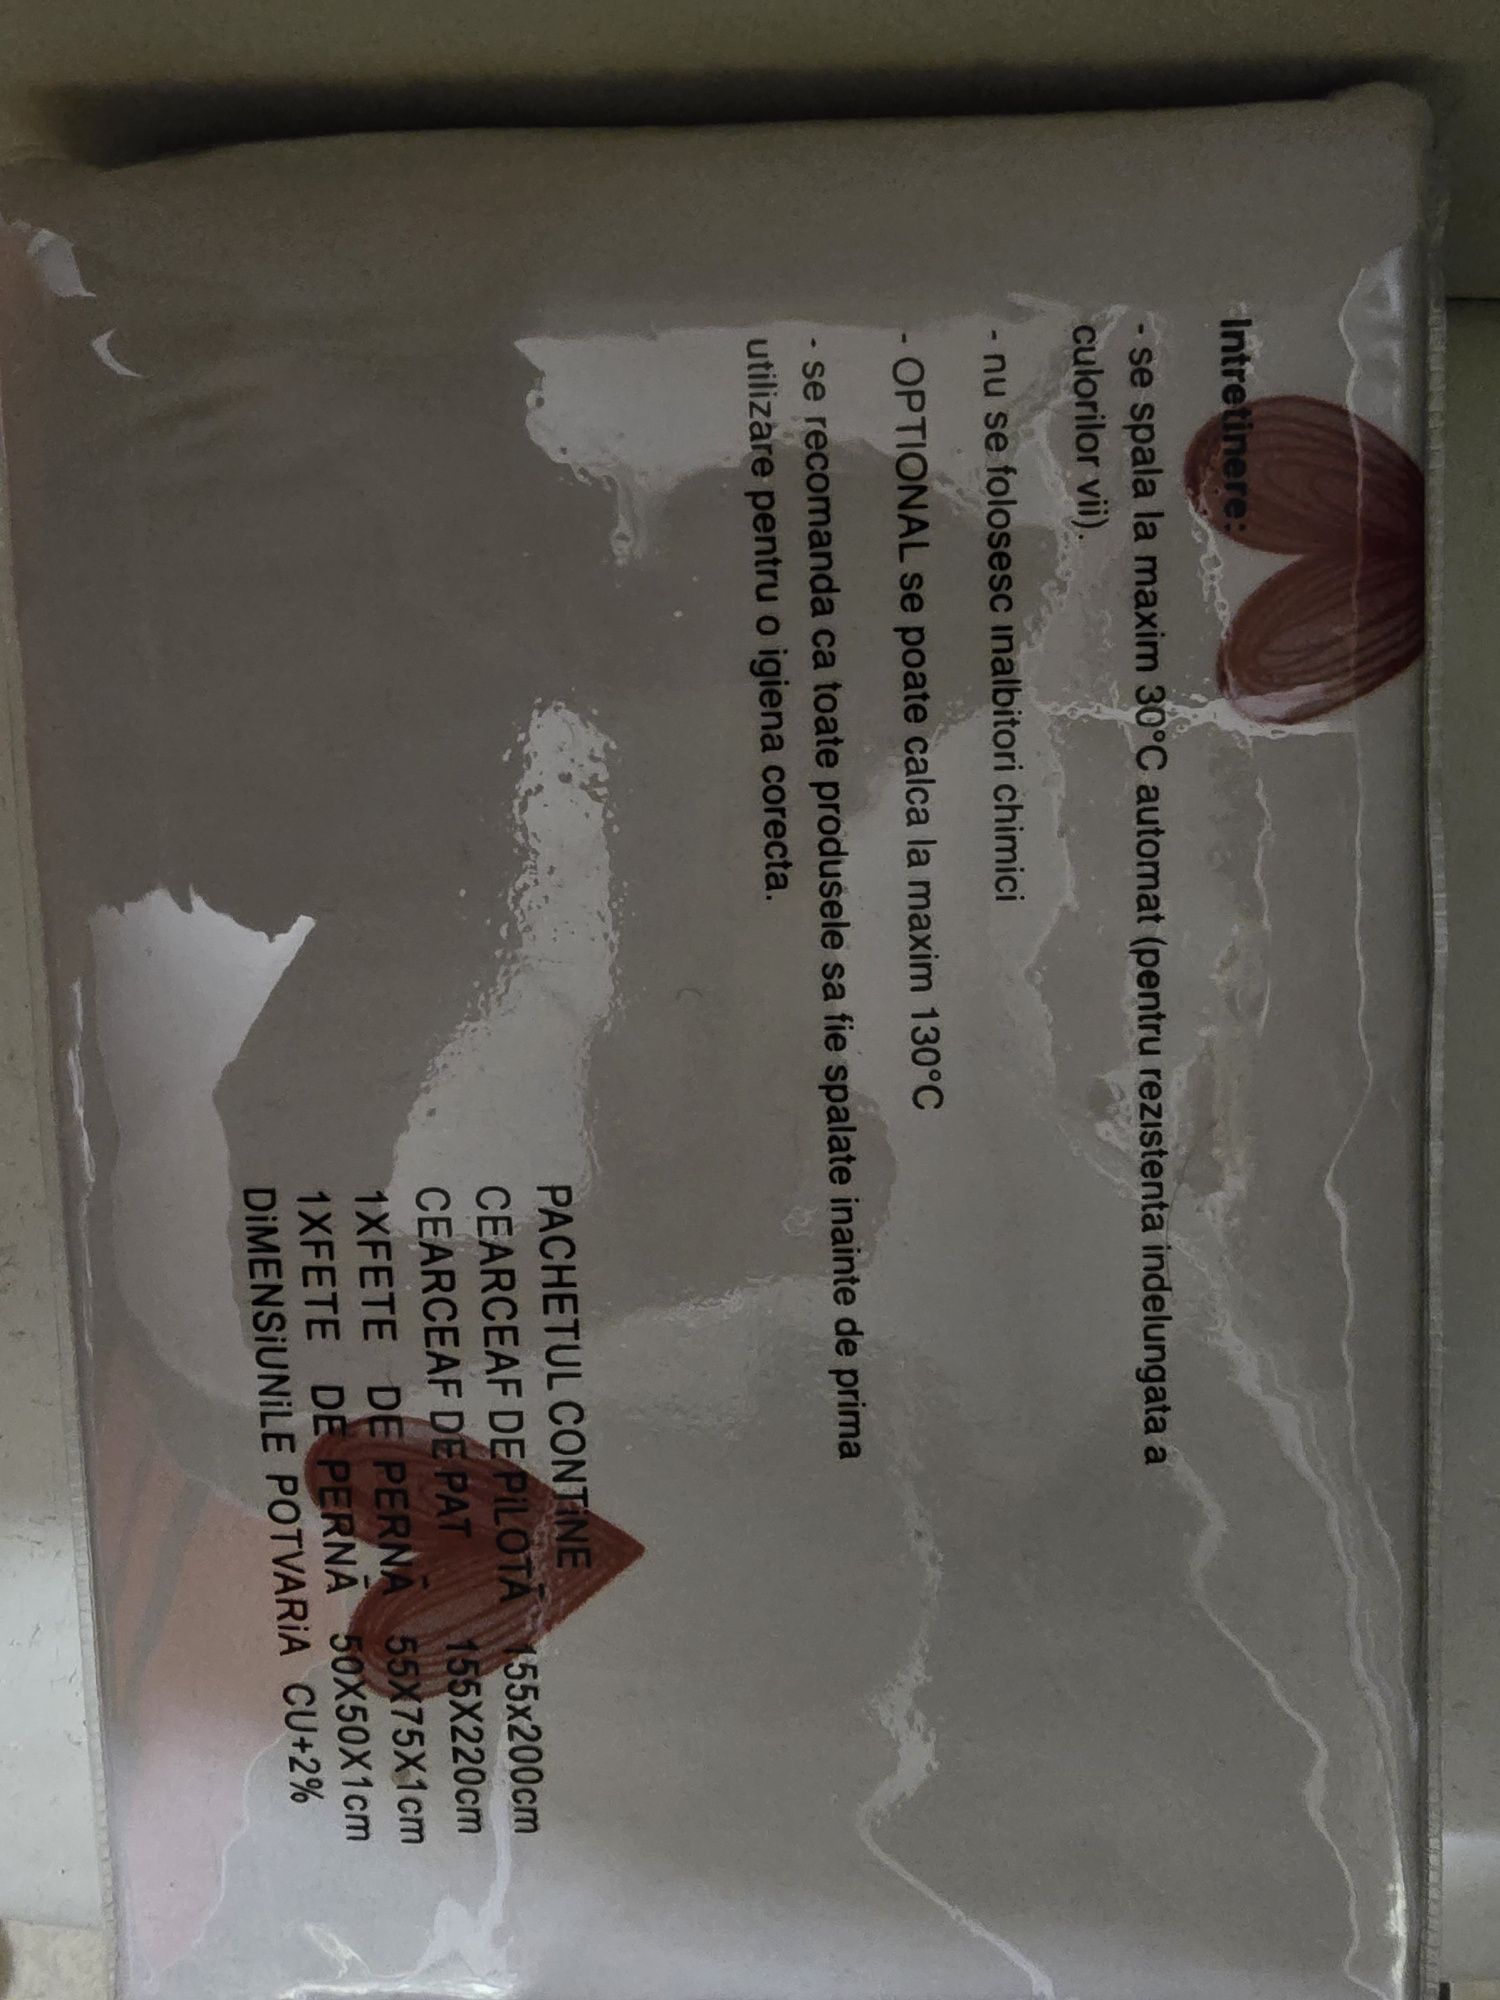 Intretinere:
- se spala la maxim 30°C automat (pentru rezistenta indelungata a
culorilor vii).
- nu se folosesc inalbitori chimici
- OPTIONAL se poate calca la maxim 130°C
- se recomanda ca toate produsele sa fie spalate inainte de prima
utilizare pentru o igiena corecta.
PACHETUL CONTiNE
CEARCEAF DE PiLOTĂ 155x200cm
CEARCEAF DE PAT 155X220cm
1XFETE DE PERNĂ 55X75X1cm
1XFETE DE PERNĂ 50X50X1cm
DiMENSiUNiLE POTVARiA CU+2%